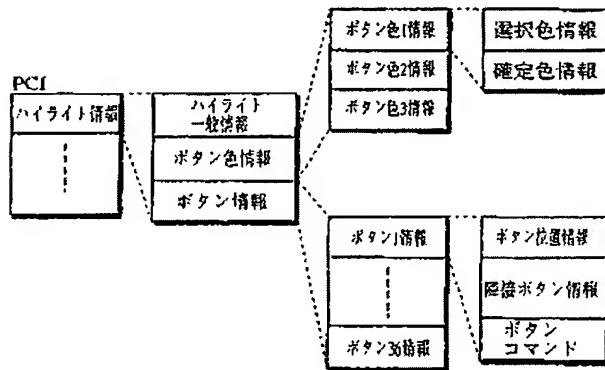 PCI
ハイライト情報
ハイライト
一般情報
ボタン色情報
ボタン情報
ボタン色1情報
ボタン色2情報
ボタン色3情報
選択色情報
確定色情報
ボタン1情報
ボタン36情報
ボタン位置情報
隣接ボタン情報
ボタン
コマンド